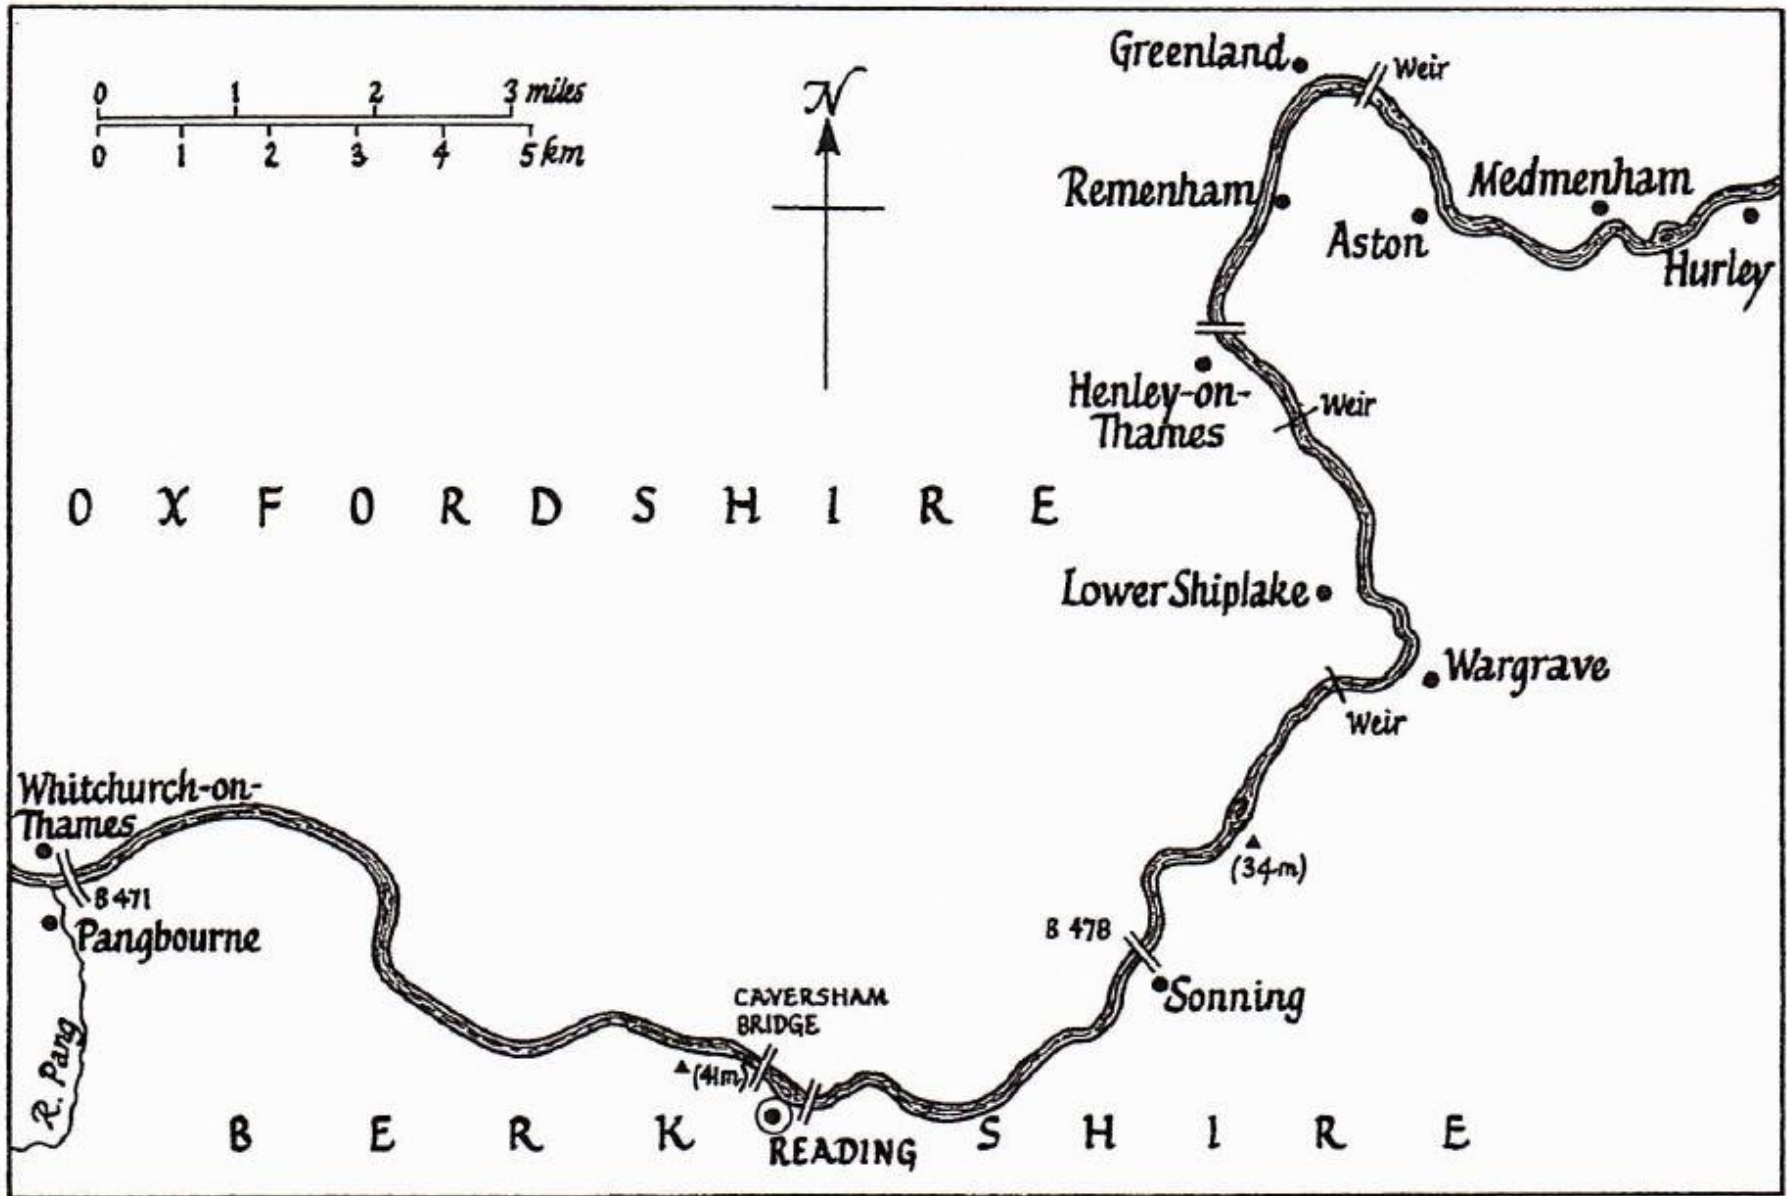 Greenland
Weir
0 1 2 3 miles
0 1 2 3 4 5 km
N
Remenham
Medmenham
Aston
Hurley
Henley-on-
Thames
Weir
OXFORDSHIRE
Lower Shiplake
Wargrave
Weir
Whitchurch-on-
Thames
B 471
Pangbourne
(34m)
B 478
Sonning
CAVERSHAM
BRIDGE
R. Pang
(41m)
BERKSHIRE
READING